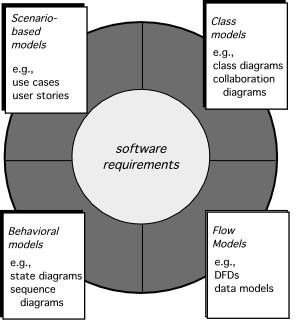 Scenario-
based
models
e.g.,
use cases
user stories
Class
models
e.g.,
class diagrams
collaboration
diagrams
software
requirements
Behavioral
models
e.g.,
state diagrams
sequence
diagrams
Flow
Models
e.g.,
DFDs
data models